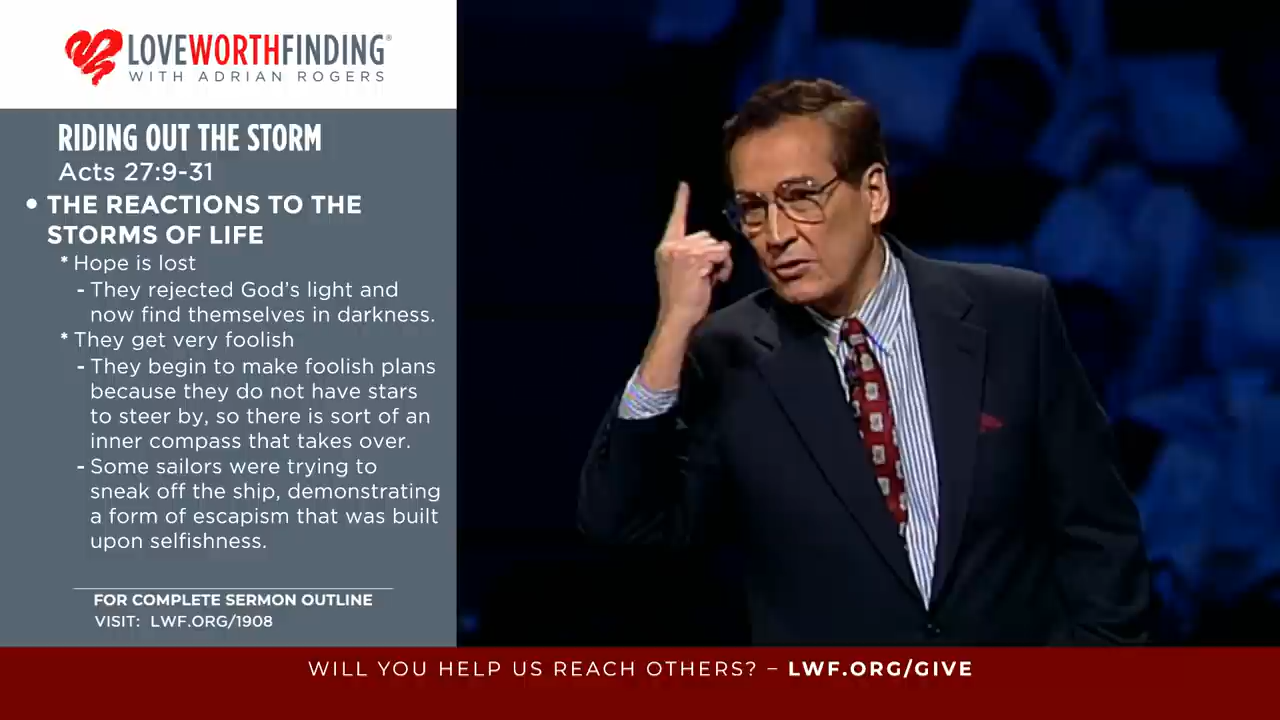 LOVEWORTHFINDING®
WITH ADRIAN ROGERS
RIDING OUT THE STORM
Acts 27:9-31
• THE REACTIONS TO THE
STORMS OF LIFE
* Hope is lost
- They rejected God's light and
now find themselves in darkness.
* They get very foolish
- They begin to make foolish plans
because they do not have stars
to steer by, so there is sort of an
inner compass that takes over.
- Some sailors were trying to
sneak off the ship, demonstrating
a form of escapism that was built
upon selfishness.
FOR COMPLETE SERMON OUTLINE
VISIT: LWF.ORG/1908
WILL YOU HELP US REACH OTHERS? – LWF.ORG/GIVE